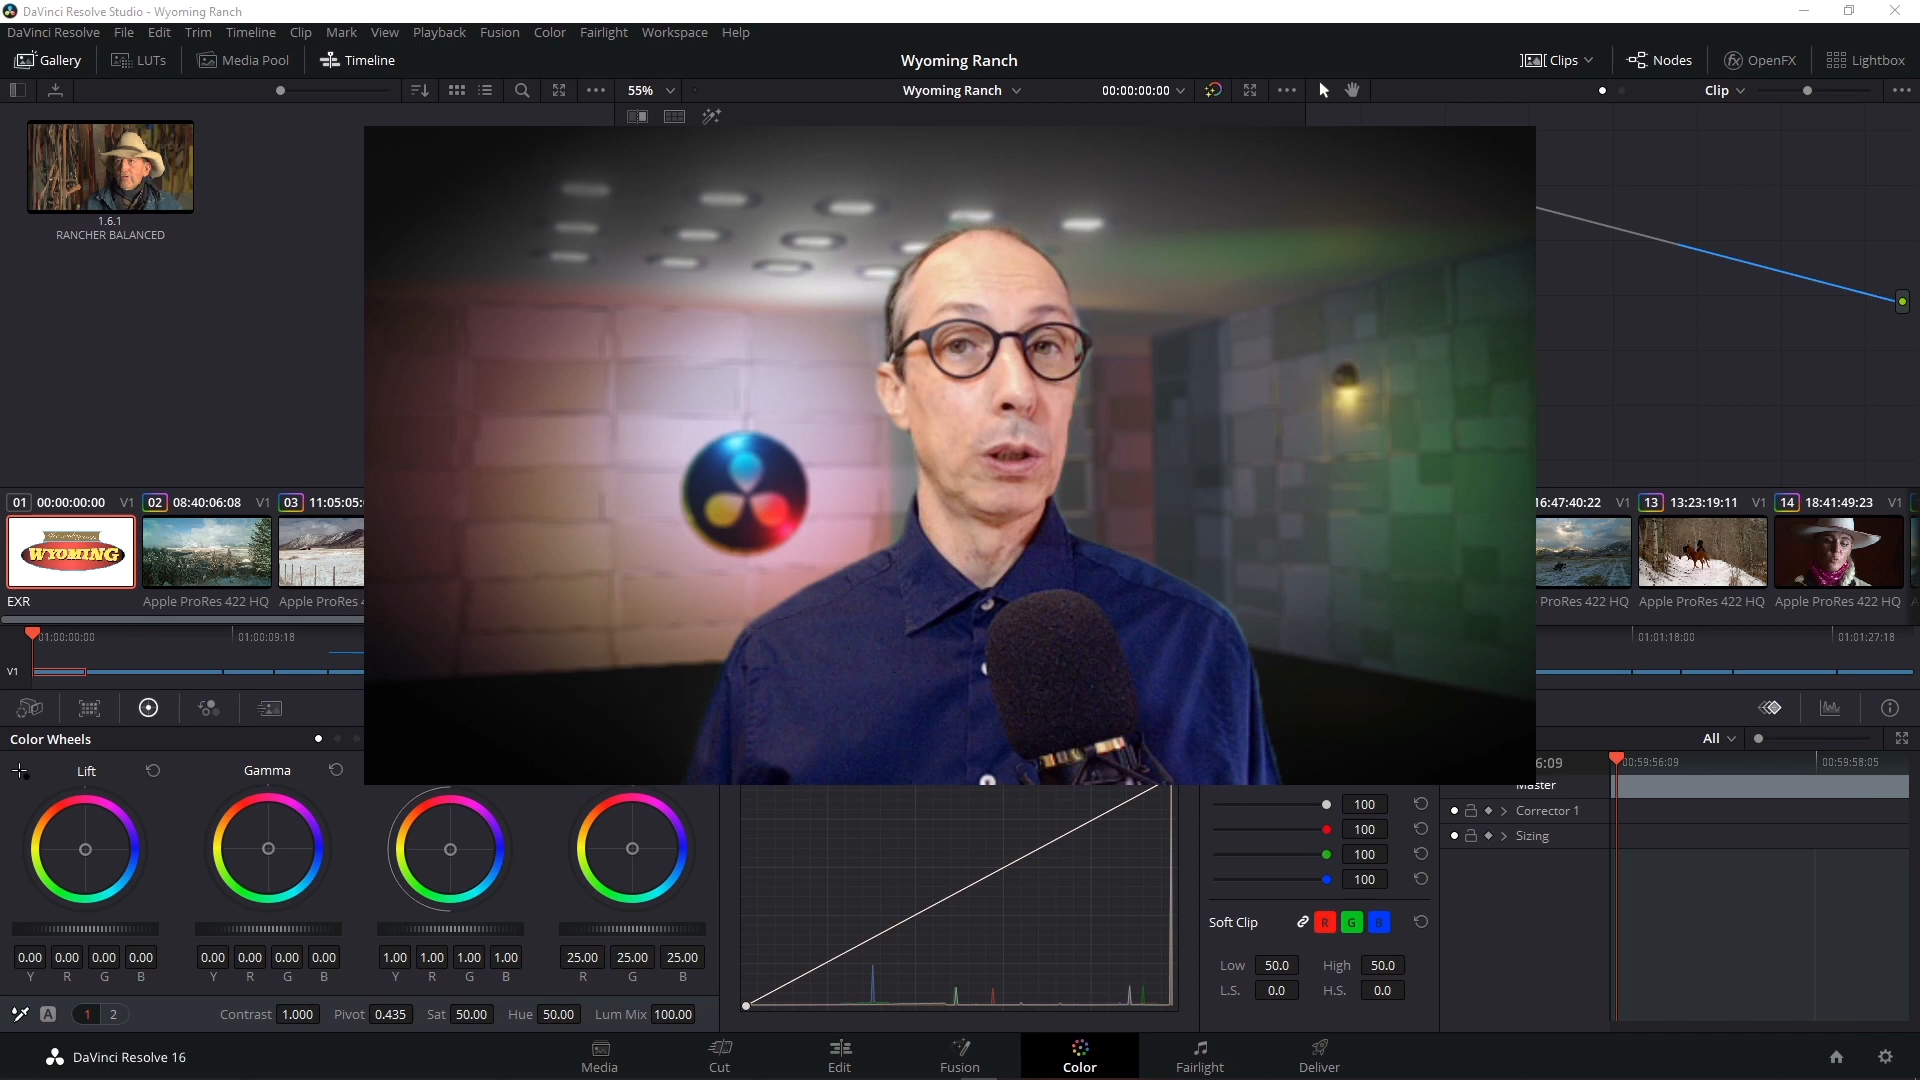 DaVinci Resolve Studio - Wyoming Ranch
DaVinci Resolve File Edit Trim Timeline Clip Mark View Playback Fusion Color Fairlight Workspace Help
Gallery LUTs Media Pool Timeline Wyoming Ranch Clips Nodes OpenFX Lightbox
55% Wyoming Ranch 00:00:00:00 Clip
1.6.1
RANCHER BALANCED
01 00:00:00:00 V1 02 08:40:06:08 V1 03 11:05:05: 16:47:40:22 V1 13 13:23:19:11 V1 14 18:41:49:23 V1
WYOMING
EXR Apple ProRes 422 HQ Apple ProRes ProRes 422 HQ Apple ProRes 422 HQ Apple ProRes 422 HQ
01:00:00:00 01:00:09:18 01:01:18:00 01:01:27:18
V1
Color Wheels All
6:09 00:59:56:09 00:59:58:05
Lift Gamma
Master
100 Corrector 1
100 Sizing
100
100
Soft Clip R G B
0.00 0.00 0.00 0.00 0.00 0.00 0.00 0.00 1.00 1.00 1.00 1.00 25.00 25.00 25.00
Y R G B Y R G B Y R G B R G B
Low 50.0 High 50.0
L.S. 0.0 H.S. 0.0
A 1 2 Contrast 1.000 Pivot 0.435 Sat 50.00 Hue 50.00 Lum Mix 100.00
DaVinci Resolve 16 Media Cut Edit Fusion Color Fairlight Deliver